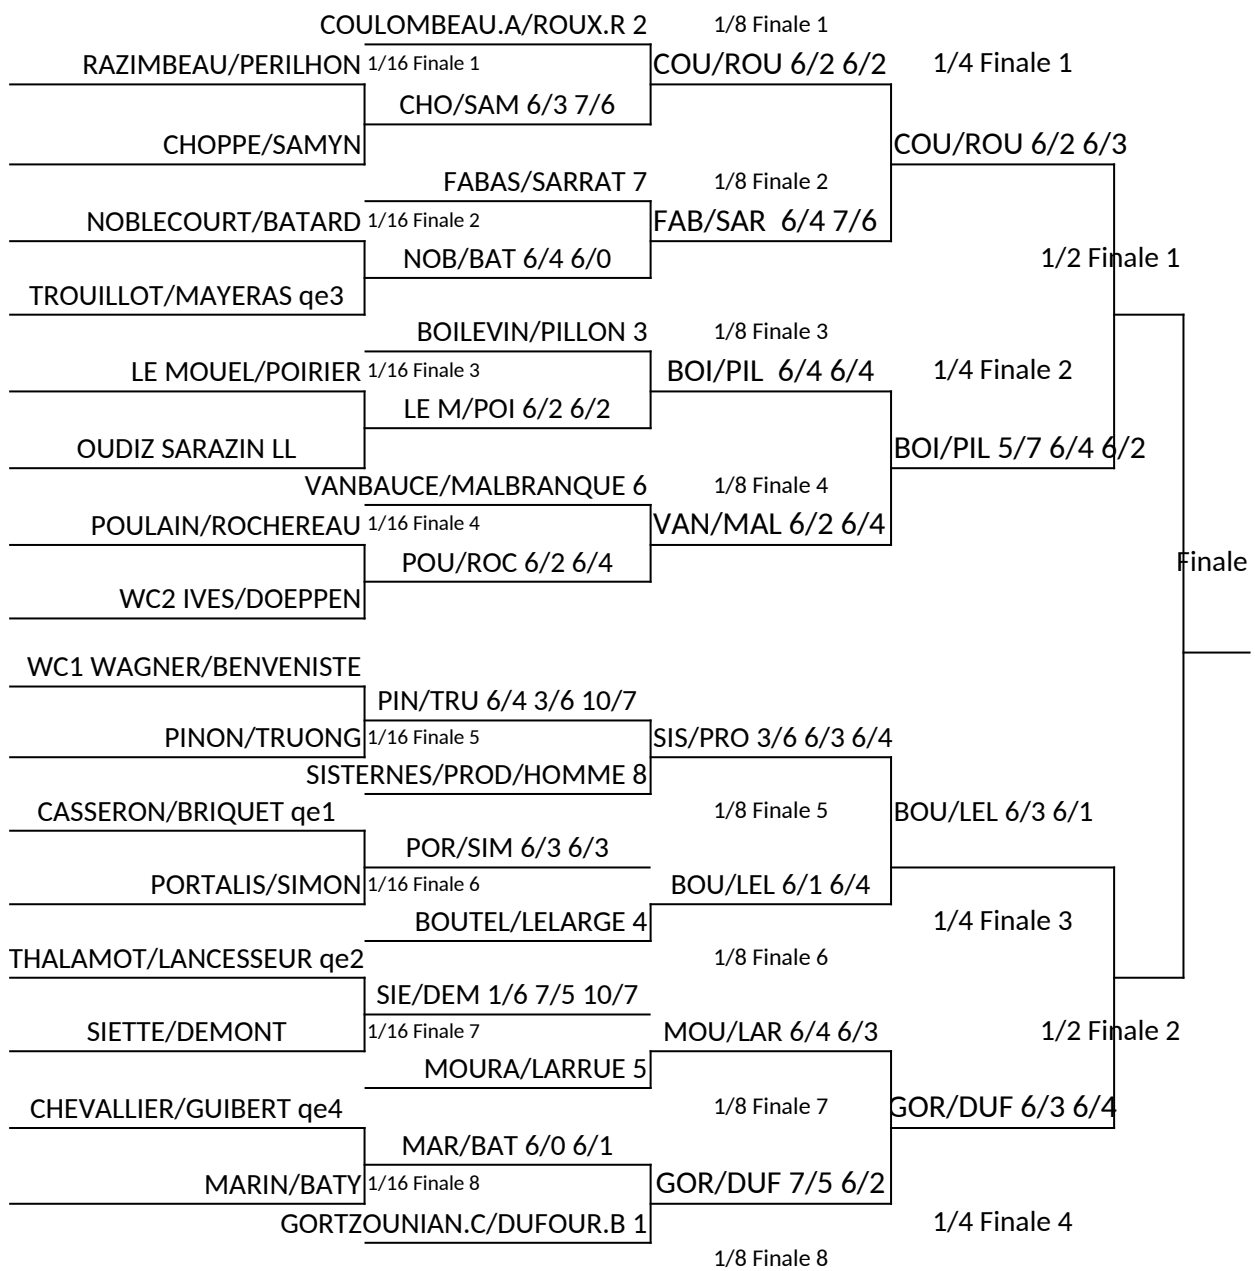 COULOMBEAU.A/ROUX.R 2
1/8 Finale 1
RAZIMBEAU/PERILHON
1/16 Finale 1
COU/ROU 6/2 6/2
1/4 Finale 1
CHO/SAM 6/3 7/6
CHOPPE/SAMYN
COU/ROU 6/2 6/3
FABAS/SARRAT 7
1/8 Finale 2
NOBLECOURT/BATARD
1/16 Finale 2
FAB/SAR 6/4 7/6
NOB/BAT 6/4 6/0
1/2 Finale 1
TROUILLOT/MAYERAS qe3
BOILEVIN/PILLON 3
1/8 Finale 3
LE MOUEL/POIRIER
1/16 Finale 3
BOI/PIL 6/4 6/4
1/4 Finale 2
LE M/POI 6/2 6/2
OUDIZ SARAZIN LL
BOI/PIL 5/7 6/4 6/2
VANBAUCE/MALBRANQUE 6
1/8 Finale 4
POULAIN/ROCHEREAU
1/16 Finale 4
VAN/MAL 6/2 6/4
POU/ROC 6/2 6/4
Finale
WC2 IVES/DOEPPEN
WC1 WAGNER/BENVENISTE
PIN/TRU 6/4 3/6 10/7
PINON/TRUONG
1/16 Finale 5
SIS/PRO 3/6 6/3 6/4
SISTERNES/PROD/HOMME 8
CASSERON/BRIQUET qe1
1/8 Finale 5
BOU/LEL 6/3 6/1
POR/SIM 6/3 6/3
PORTALIS/SIMON
1/16 Finale 6
BOU/LEL 6/1 6/4
BOUTEL/LELARGE 4
1/4 Finale 3
THALAMOT/LANCESSEUR qe2
1/8 Finale 6
SIE/DEM 1/6 7/5 10/7
SIETTE/DEMONT
1/16 Finale 7
MOU/LAR 6/4 6/3
1/2 Finale 2
MOURA/LARRUE 5
CHEVALLIER/GUIBERT qe4
1/8 Finale 7
GOR/DUF 6/3 6/4
MAR/BAT 6/0 6/1
MARIN/BATY
1/16 Finale 8
GOR/DUF 7/5 6/2
GORTZOUNIAN.C/DUFOUR.B 1
1/4 Finale 4
1/8 Finale 8